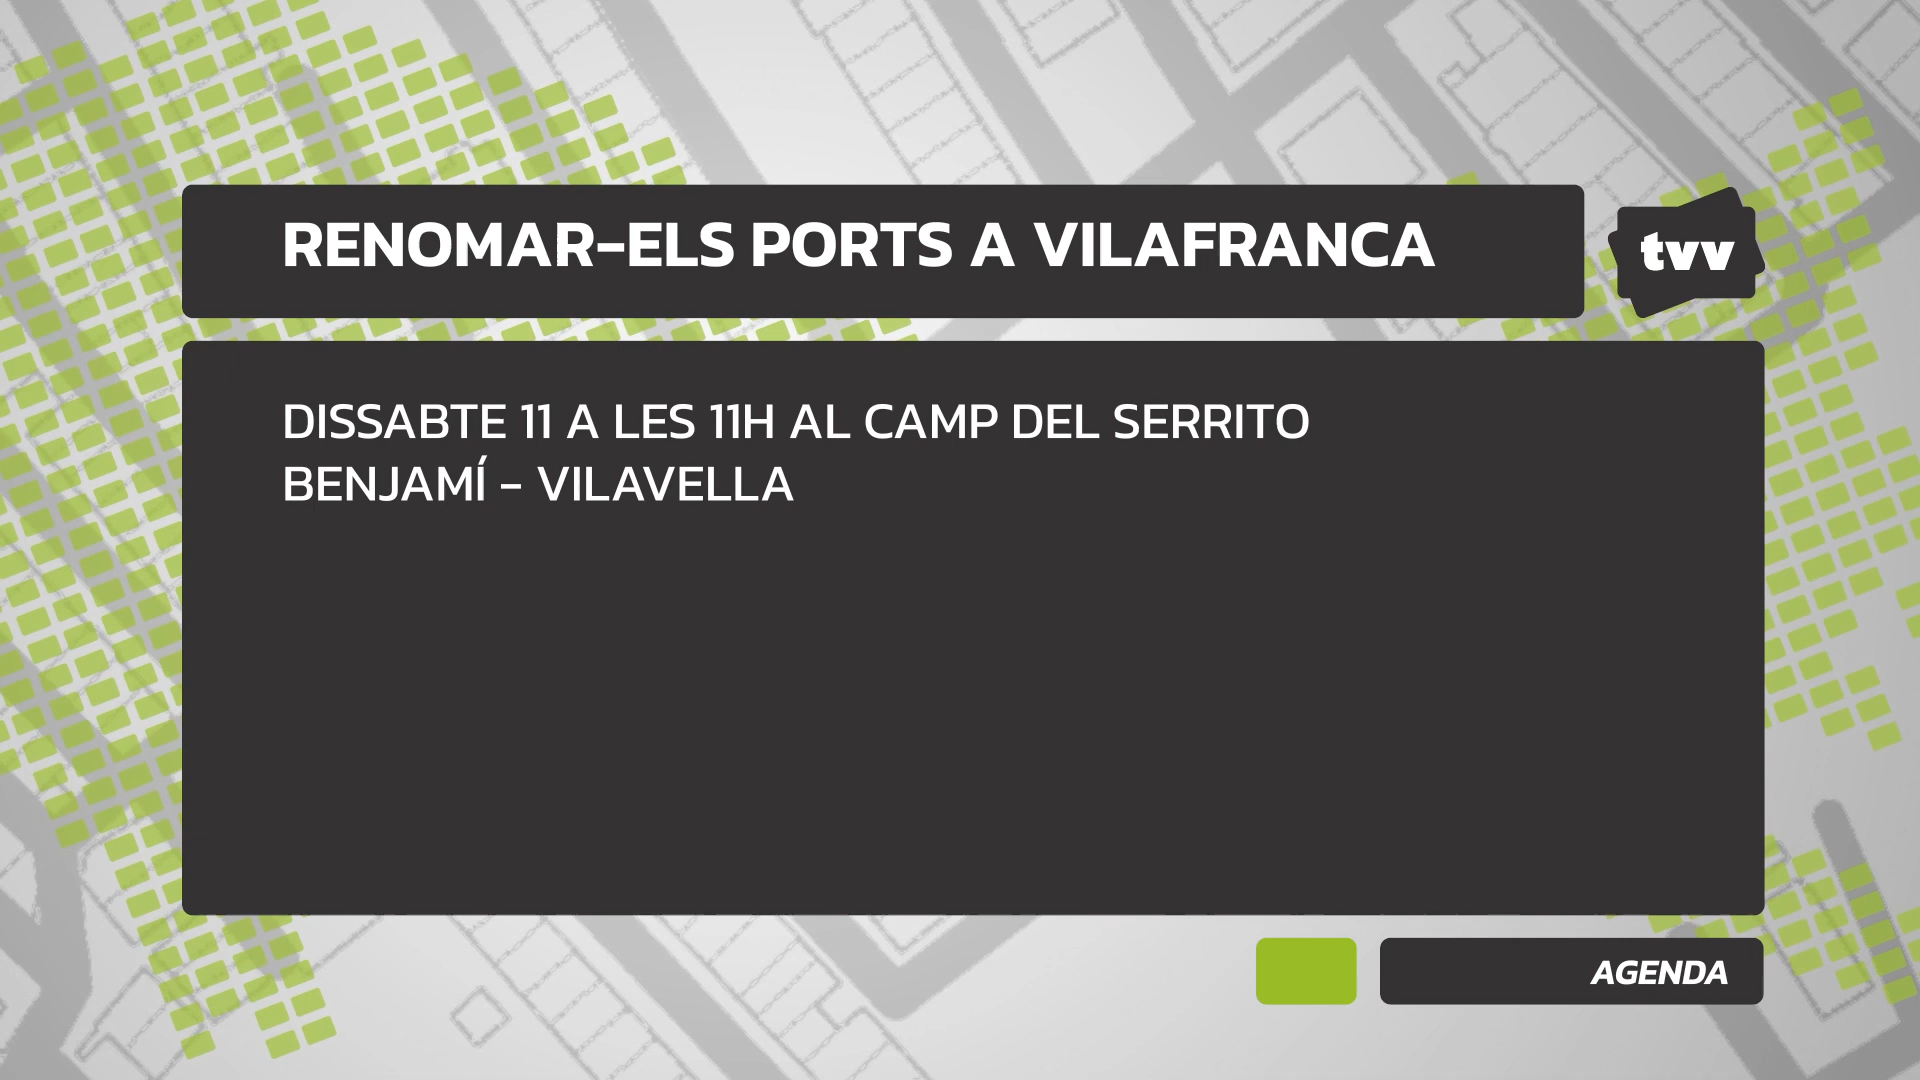 RENOMAR-ELS PORTS A VILAFRANCA
tvv
DISSABTE 11 A LES 11H AL CAMP DEL SERRITO
BENJAMÍ - VILAVELLA
AGENDA